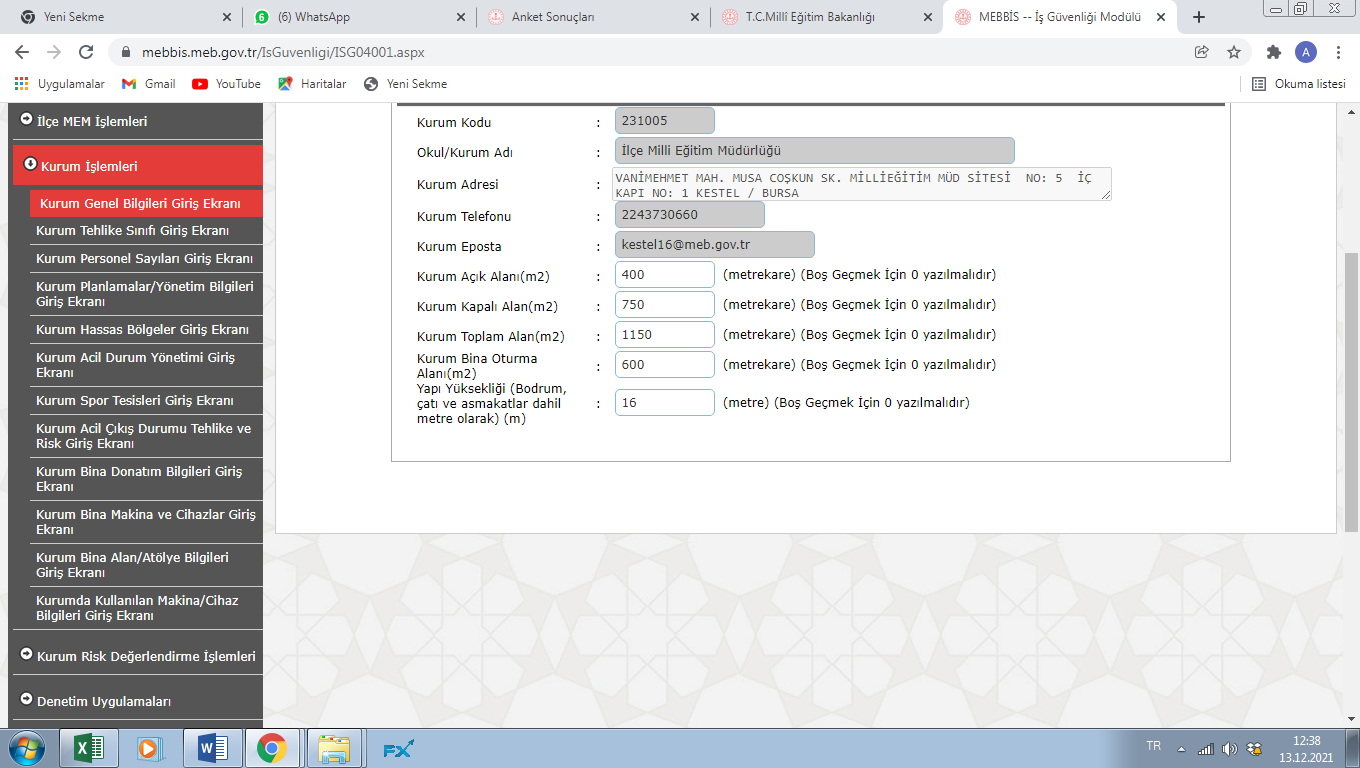 Yeni Sekme
6
(6) WhatsApp
Anket Sonuçları
T.C.Millî Eğitim Bakanlığı
MEBBİS -- İş Güvenliği Modülü
mebbis.meb.gov.tr/IsGuvenligi/ISG04001.aspx
A
Uygulamalar
Gmail
YouTube
Haritalar
Yeni Sekme
Okuma listesi
İlçe MEM İşlemleri
Kurum İşlemleri
Kurum Genel Bilgileri Giriş Ekranı
Kurum Tehlike Sınıfı Giriş Ekranı
Kurum Personel Sayıları Giriş Ekranı
Kurum Planlamalar/Yönetim Bilgileri
Giriş Ekranı
Kurum Hassas Bölgeler Giriş Ekranı
Kurum Acil Durum Yönetimi Giriş
Ekranı
Kurum Spor Tesisleri Giriş Ekranı
Kurum Acil Çıkış Durumu Tehlike ve
Risk Giriş Ekranı
Kurum Bina Donatım Bilgileri Giriş
Ekranı
Kurum Bina Makina ve Cihazlar Giriş
Ekranı
Kurum Bina Alan/Atölye Bilgileri
Giriş Ekranı
Kurumda Kullanılan Makina/Cihaz
Bilgileri Giriş Ekranı
Kurum Risk Değerlendirme İşlemleri
Denetim Uygulamaları
Kurum Kodu : 231005
Okul/Kurum Adı : İlçe Milli Eğitim Müdürlüğü
Kurum Adresi : VANİMEHMET MAH. MUSA COŞKUN SK. MİLLİEĞİTİM MÜD SİTESİ NO: 5 İÇ
KAPI NO: 1 KESTEL / BURSA
Kurum Telefonu : 2243730660
Kurum Eposta : kestel16@meb.gov.tr
Kurum Açık Alanı(m2) : 400 (metrekare) (Boş Geçmek İçin 0 yazılmalıdır)
Kurum Kapalı Alan(m2) : 750 (metrekare) (Boş Geçmek İçin 0 yazılmalıdır)
Kurum Toplam Alan(m2) : 1150 (metrekare) (Boş Geçmek İçin 0 yazılmalıdır)
Kurum Bina Oturma
Alanı(m2) : 600 (metrekare) (Boş Geçmek İçin 0 yazılmalıdır)
Yapı Yüksekliği (Bodrum,
çatı ve asmakatlar dahil : 16 (metre) (Boş Geçmek İçin 0 yazılmalıdır)
metre olarak) (m)
FX
TR
12:38
13.12.2021